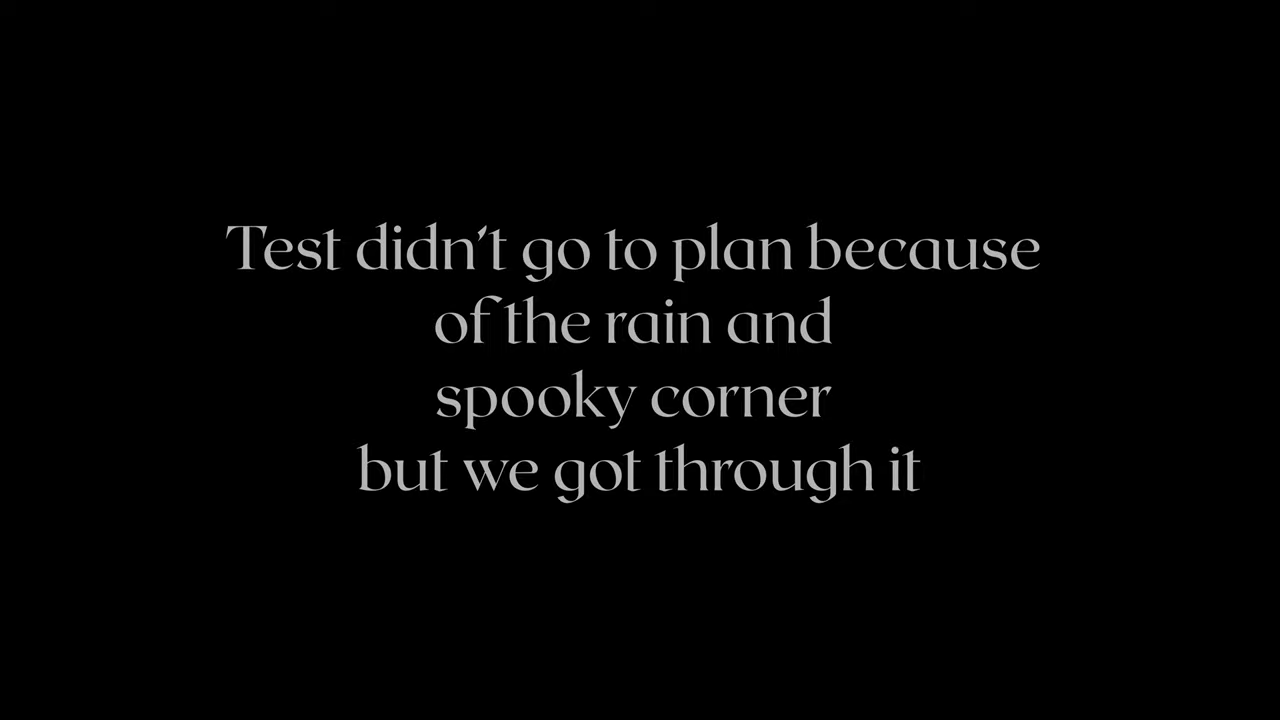 Test didn't go to plan because
of the rain and
spooky corner
but we got through it